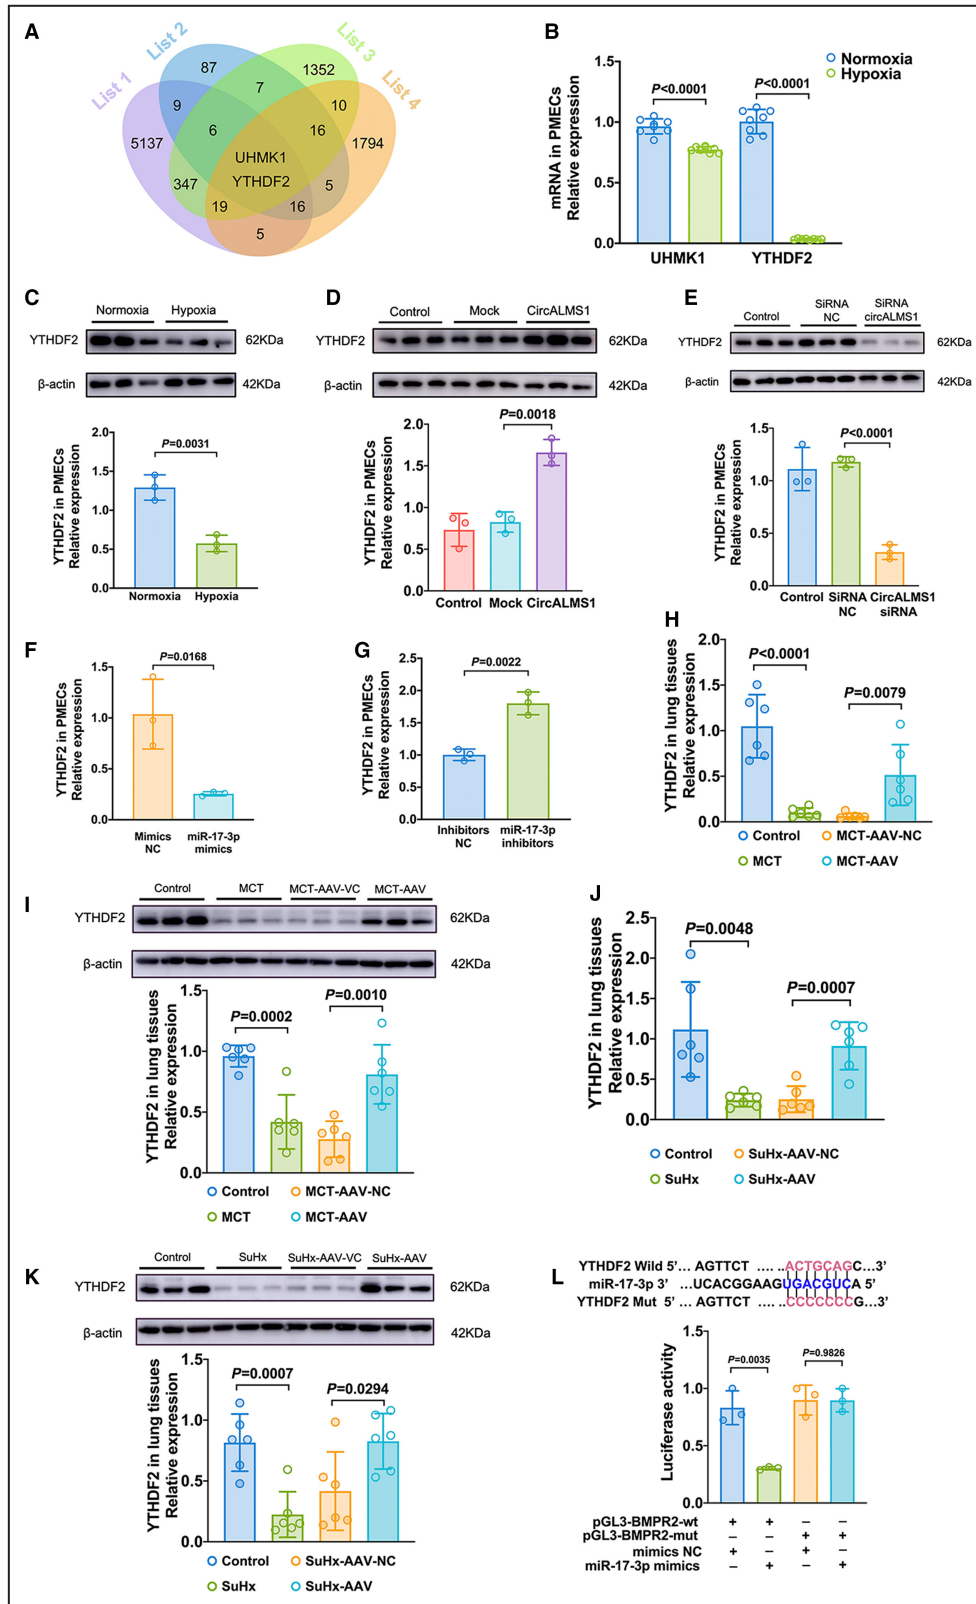 A
List 1
List 2
List 3
List 4
87
1352
9
7
10
5137
6
16
1794
UHMK1
YTHDF2
347
5
19
16
5
B
Normoxia
Hypoxia
mRNA in PMECs
Relative expression
1.5
1.0
0.5
0.0
P<0.0001
P<0.0001
UHMK1 YTHDF2
C
Normoxia Hypoxia
YTHDF2 62KDa
β-actin 42KDa
YTHDF2 in PMECs
Relative expression
2.0
1.5
1.0
0.5
0.0
P=0.0031
Normoxia Hypoxia
D
Control Mock CircALMS1
YTHDF2 62KDa
β-actin 42KDa
YTHDF2 in PMECs
Relative expression
2.0
1.5
1.0
0.5
0.0
P=0.0018
Control Mock CircALMS1
E
Control SiRNA NC SiRNA circALMS1
YTHDF2 62KDa
β-actin 42KDa
YTHDF2 in PMECs
Relative expression
1.5
1.0
0.5
0.0
P<0.0001
Control SiRNA CircALMS1
NC siRNA
F
YTHDF2 in PMECs
Relative expression
1.5
1.0
0.5
0.0
P=0.0168
Mimics miR-17-3p
NC mimics
G
YTHDF2 in PMECs
Relative expression
2.5
2.0
1.5
1.0
0.5
0.0
P=0.0022
Inhibitors miR-17-3p
NC inhibitors
H
YTHDF2 in lung tissues
Relative expression
2.0
1.5
1.0
0.5
0.0
P<0.0001
P=0.0079
Control MCT-AAV-NC
MCT MCT-AAV
I
Control MCT MCT-AAV-VC MCT-AAV
YTHDF2 62KDa
β-actin 42KDa
YTHDF2 in lung tissues
Relative expression
1.5
1.0
0.5
0.0
P=0.0002
P=0.0010
Control MCT-AAV-NC
MCT MCT-AAV
J
YTHDF2 in lung tissues
Relative expression
2.5
2.0
1.5
1.0
0.5
0.0
P=0.0048
P=0.0007
Control SuHx-AAV-NC
SuHx SuHx-AAV
K
Control SuHx SuHx-AAV-VC SuHx-AAV
YTHDF2 62KDa
β-actin 42KDa
YTHDF2 in lung tissues
Relative expression
1.5
1.0
0.5
0.0
P=0.0007
P=0.0294
Control SuHx-AAV-NC
SuHx SuHx-AAV
L
YTHDF2 Wild 5’... AGTTCT ..... ..ACTGCAGC...3’
miR-17-3p 3’ ...UCACGGAAGUGACGUCA 5’
YTHDF2 Mut 5’... AGTTCT ..... ..CCCCCCCG...3’
Luciferase activity
1.5
1.0
0.5
0.0
P=0.0035
P=0.9826
pGL3-BMPR2-wt + + – –
pGL3-BMPR2-mut – – + +
mimics NC + – + –
miR-17-3p mimics – + – +